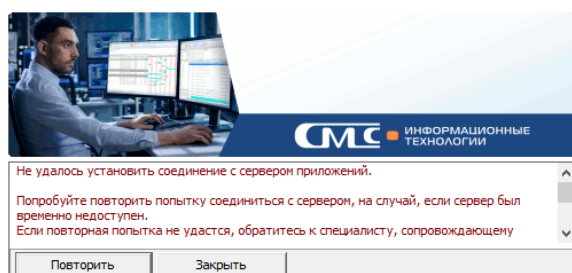 СМС ИНФОРМАЦИОННЫЕ
ТЕХНОЛОГИИ
Не удалось установить соединение с сервером приложений.
Попробуйте повторить попытку соединиться с сервером, на случай, если сервер был
временно недоступен.
Если повторная попытка не удастся, обратитесь к специалисту, сопровождающему
Повторить Закрыть